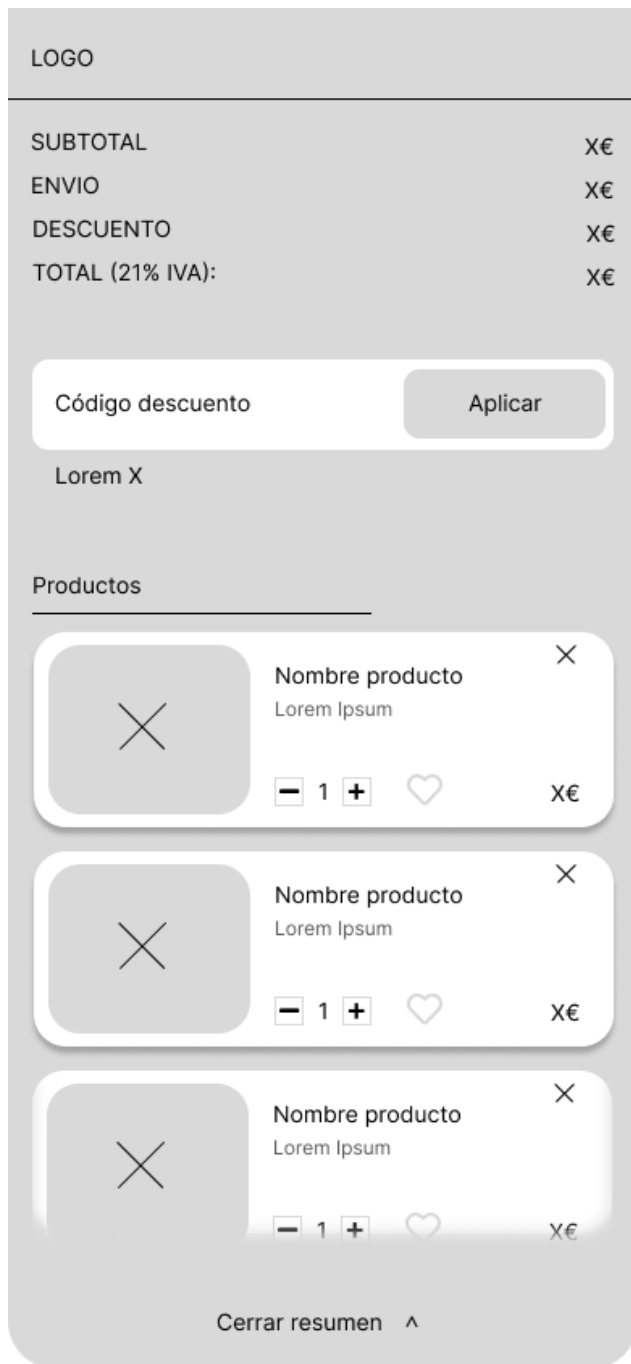 LOGO
SUBTOTAL X€
ENVIO X€
DESCUENTO X€
TOTAL (21% IVA): X€
Código descuento Aplicar
Lorem X
Productos
Nombre producto
Lorem Ipsum
1 X€
Nombre producto
Lorem Ipsum
1 X€
Nombre producto
Lorem Ipsum
1 X€
Cerrar resumen ^